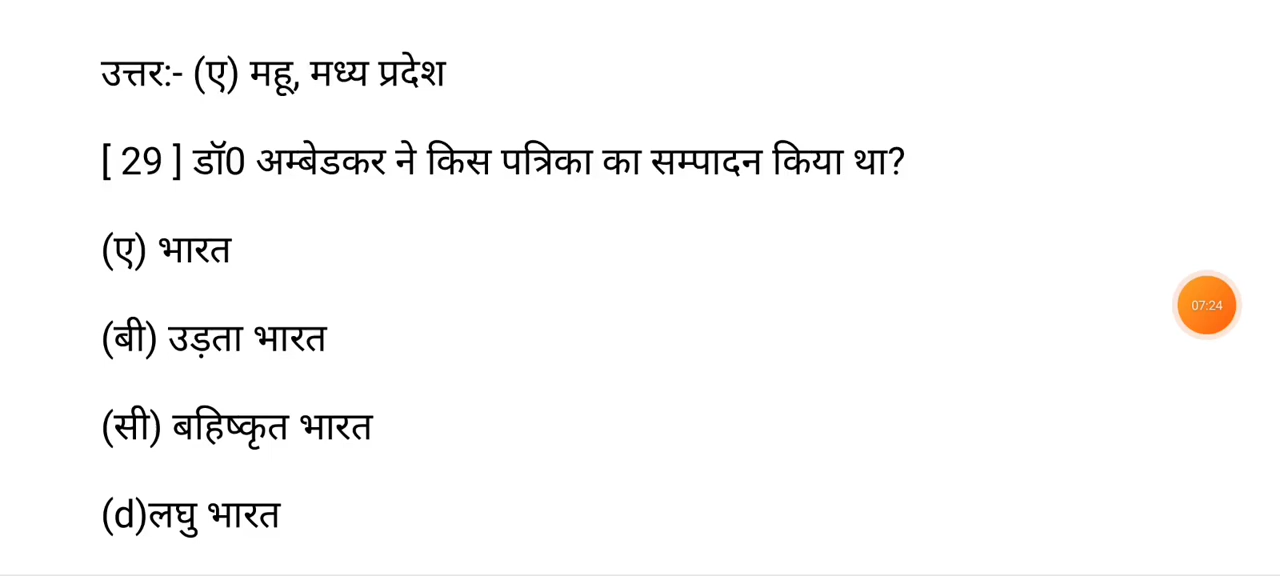 उत्तर:- (ए) महू, मध्य प्रदेश
[ 29 ] डॉ0 अम्बेडकर ने किस पत्रिका का सम्पादन किया था?
(ए) भारत
(बी) उड़ता भारत
07:24
(सी) बहिष्कृत भारत
(d)लघु भारत